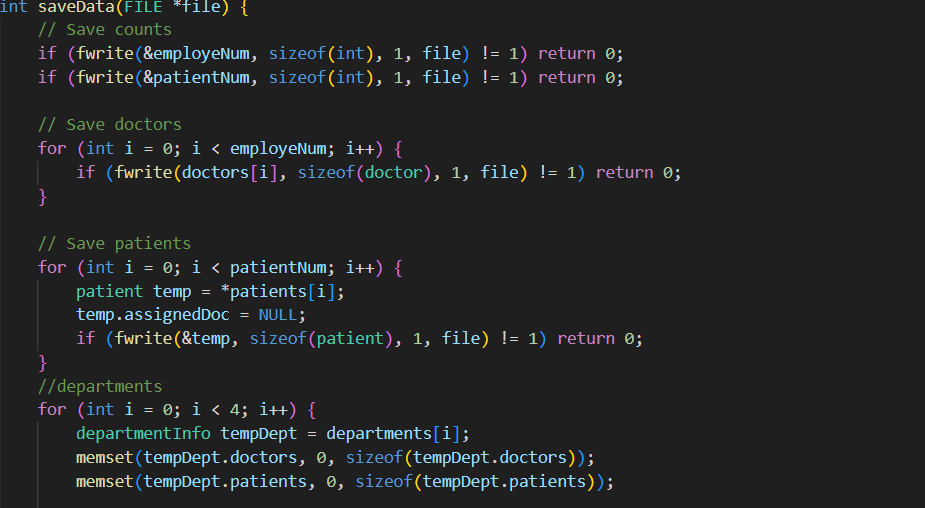 int saveData(FILE *file) {
    // Save counts
    if (fwrite(&employeNum, sizeof(int), 1, file) != 1) return 0;
    if (fwrite(&patientNum, sizeof(int), 1, file) != 1) return 0;

    // Save doctors
    for (int i = 0; i < employeNum; i++) {
        if (fwrite(doctors[i], sizeof(doctor), 1, file) != 1) return 0;
    }

    // Save patients
    for (int i = 0; i < patientNum; i++) {
        patient temp = *patients[i];
        temp.assignedDoc = NULL;
        if (fwrite(&temp, sizeof(patient), 1, file) != 1) return 0;
    }
    //departments
    for (int i = 0; i < 4; i++) {
        departmentInfo tempDept = departments[i];
        memset(tempDept.doctors, 0, sizeof(tempDept.doctors));
        memset(tempDept.patients, 0, sizeof(tempDept.patients));